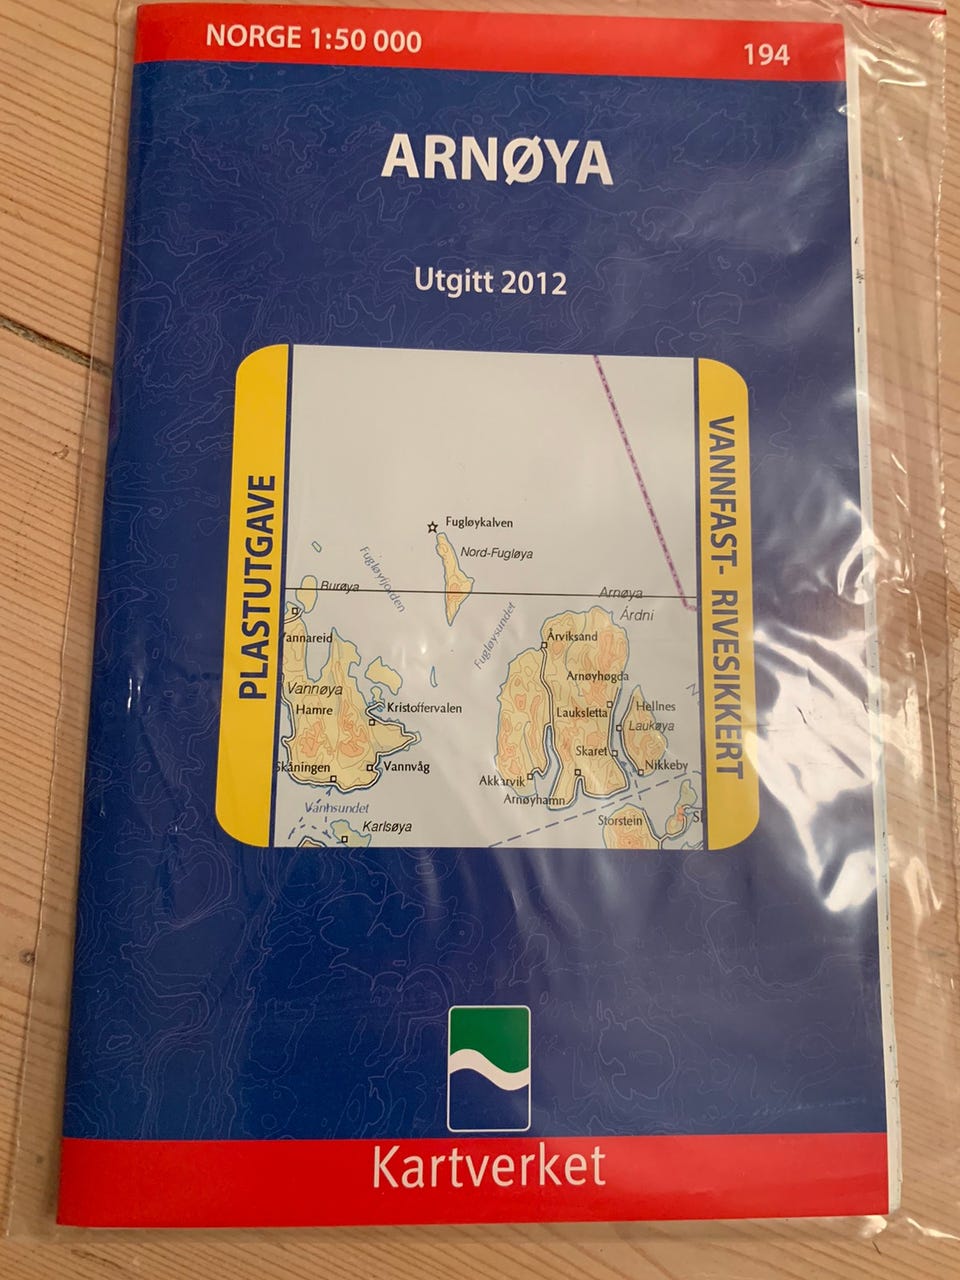 NORGE 1:50 000
194
ARNØYA
Utgitt 2012
PLASTUTGAVE
VANNFAST- RIVESIKKERT
Fugløykalven
Nord-Fugløya
Fugløyfjorden
Burøya
Arnøya
Árdni
Fugløysundet
Vannareid
Årviksand
Arnøyhøgda
Vannøya
Hamre
Kristoffervalen
Lauksletta
Hellnes
Laukøya
Skaret
Skåningen
Vannvåg
Nikkeby
Akkarvik
Arnøyhamn
Vannsundet
Karlsøya
Storstein
Kartverket